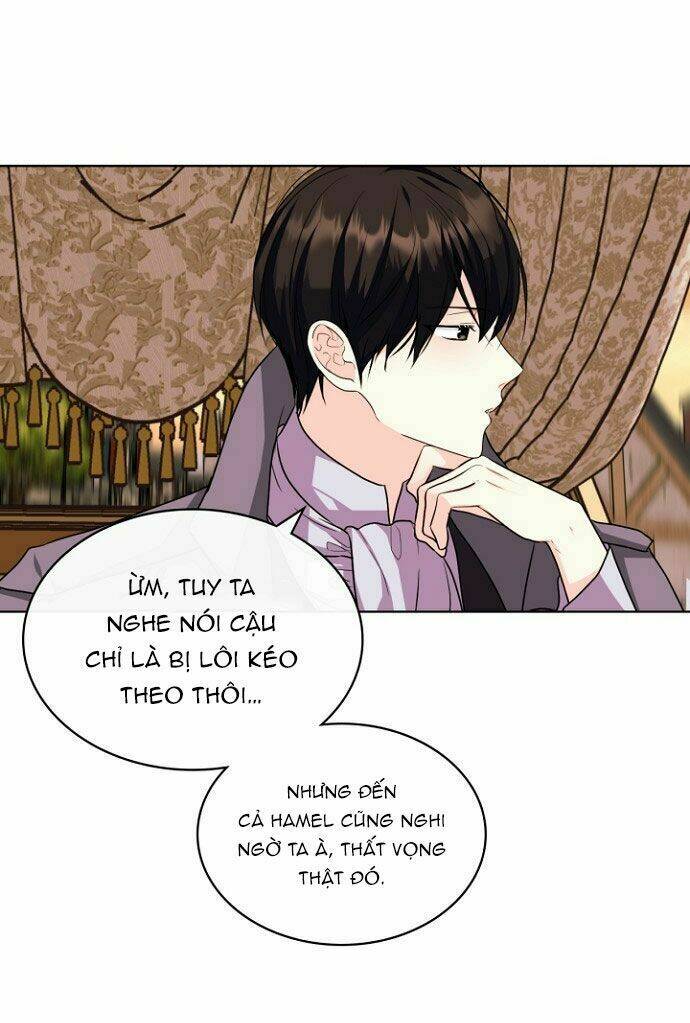 ỪM, TUY TA
NGHE NÓI CẬU
CHỈ LÀ BỊ LÔI KÉO
THEO THÔI...
NHƯNG ĐẾN
CẢ HAMEL CŨNG NGHI
NGỜ TA À, THẤT VỌNG
THẬT ĐÓ.